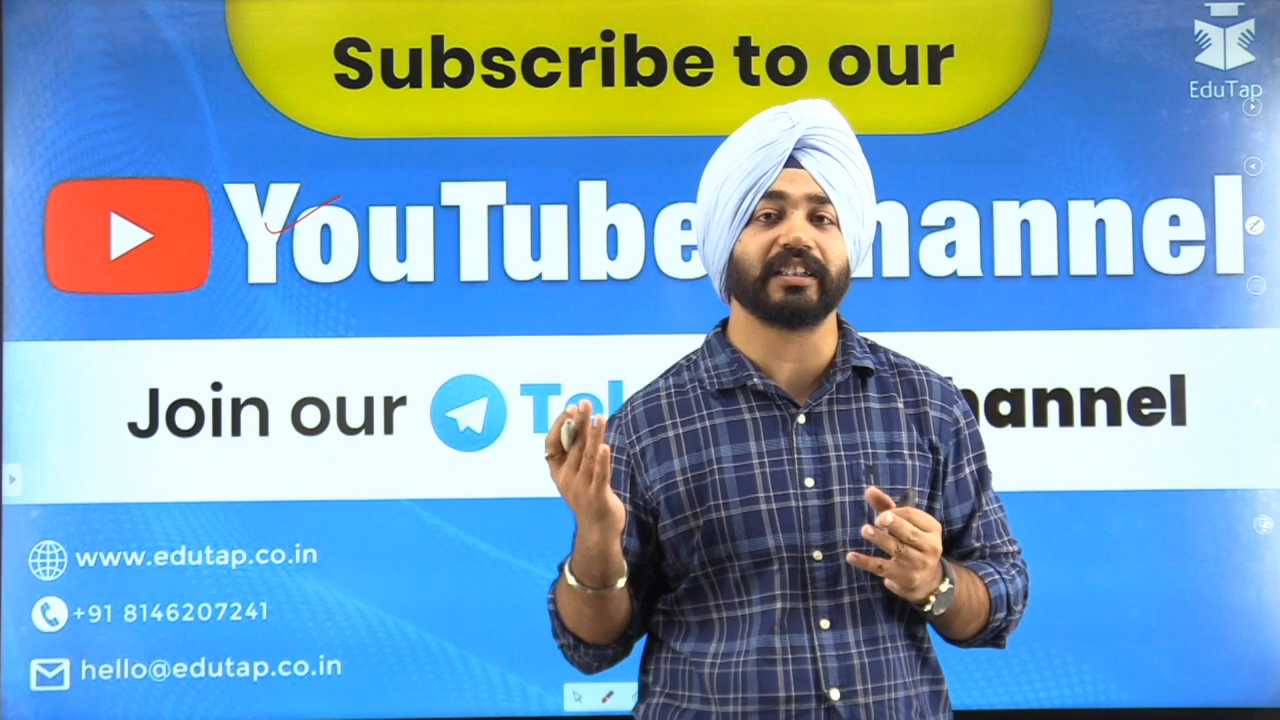 Subscribe to our
EduTap
YouTube hannel
Join our Tel hannel
www.edutap.co.in
+91 8146207241
hello@edutap.co.in